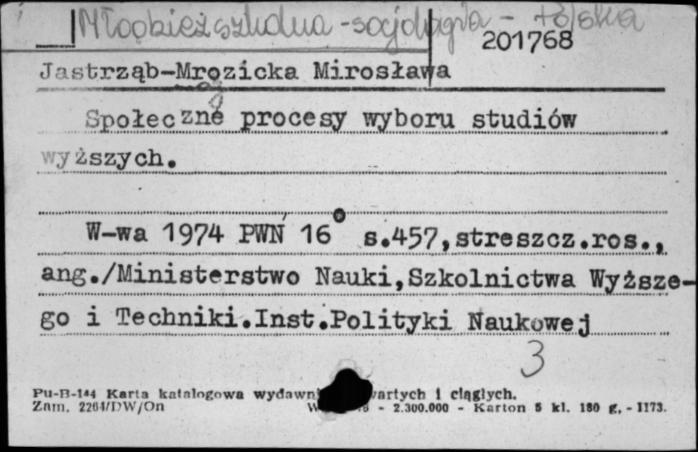 Młodzież szkolna - socjologia - Polska
201768
Jastrząb-Mrozicka Mirosława
Społeczne procesy wyboru studiów
wyższych.
W-wa 1974 PWN 16° s.457,streszcz.ros.,
ang./Ministerstwo Nauki,Szkolnictwa Wyższe-
go i Techniki.Inst.Polityki Naukowej
3
Pu-B-144 Karta katalogowa wydawn wartych i ciągłych.
Zam. 2264/DW/On - 2.300.000 - Karton 5 kl. 180 g. - 1173.